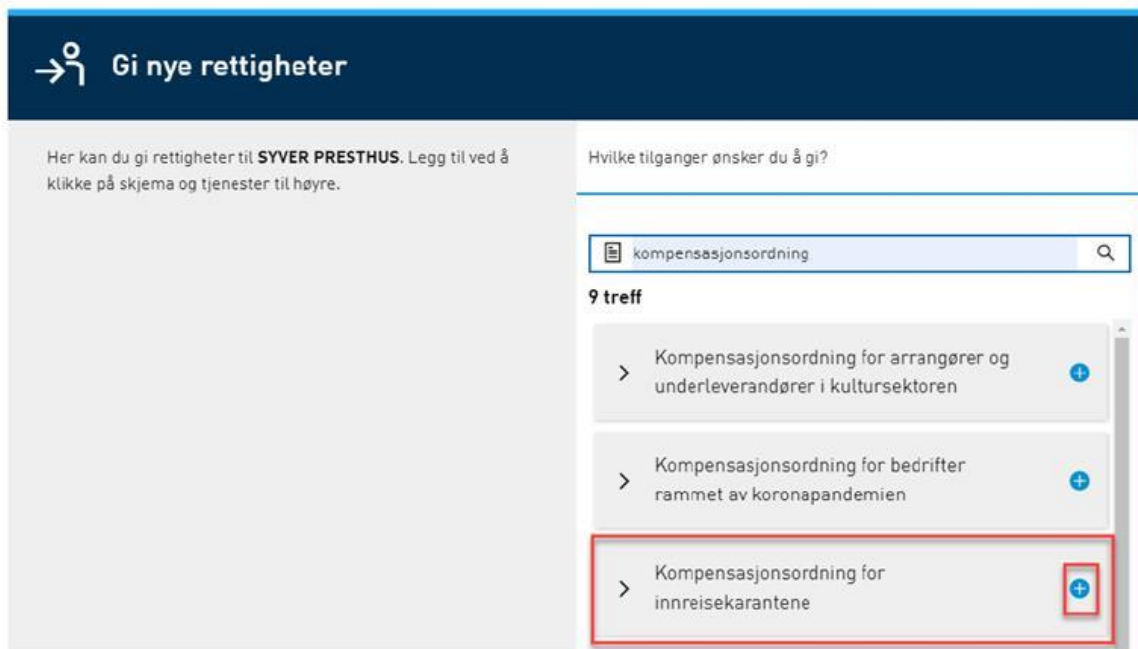 Gi nye rettigheter
Her kan du gi rettigheter til SYVER PRESTHUS. Legg til ved å
klikke på skjema og tjenester til høyre.
Hvilke tilganger ønsker du å gi?
kompensasjonsordning
9 treff
Kompensasjonsordning for arrangører og
underleverandører i kultursektoren
Kompensasjonsordning for bedrifter
rammet av koronapandemien
Kompensasjonsordning for
innreisekarantene